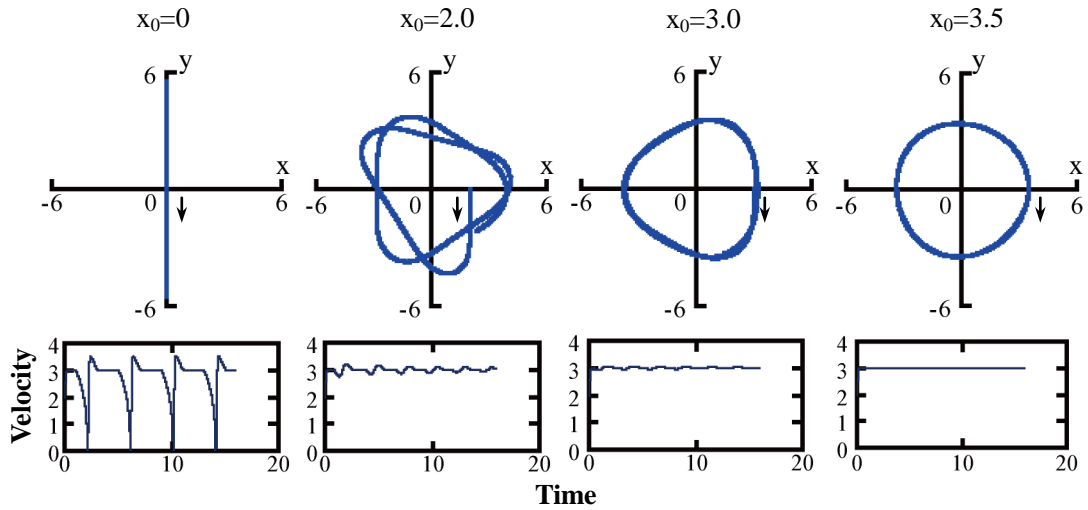 x0=0 x0=2.0 x0=3.0 x0=3.5
6 y 6 y 6 y 6 y
x x x x
-6 0 6 -6 0 6 -6 0 6 -6 0 6
-6 -6 -6 -6
Velocity
4 4 4 4
3 3 3 3
2 2 2 2
1 1 1 1
0 0 0 0
0 10 20 0 10 20 0 10 20 0 10 20
Time